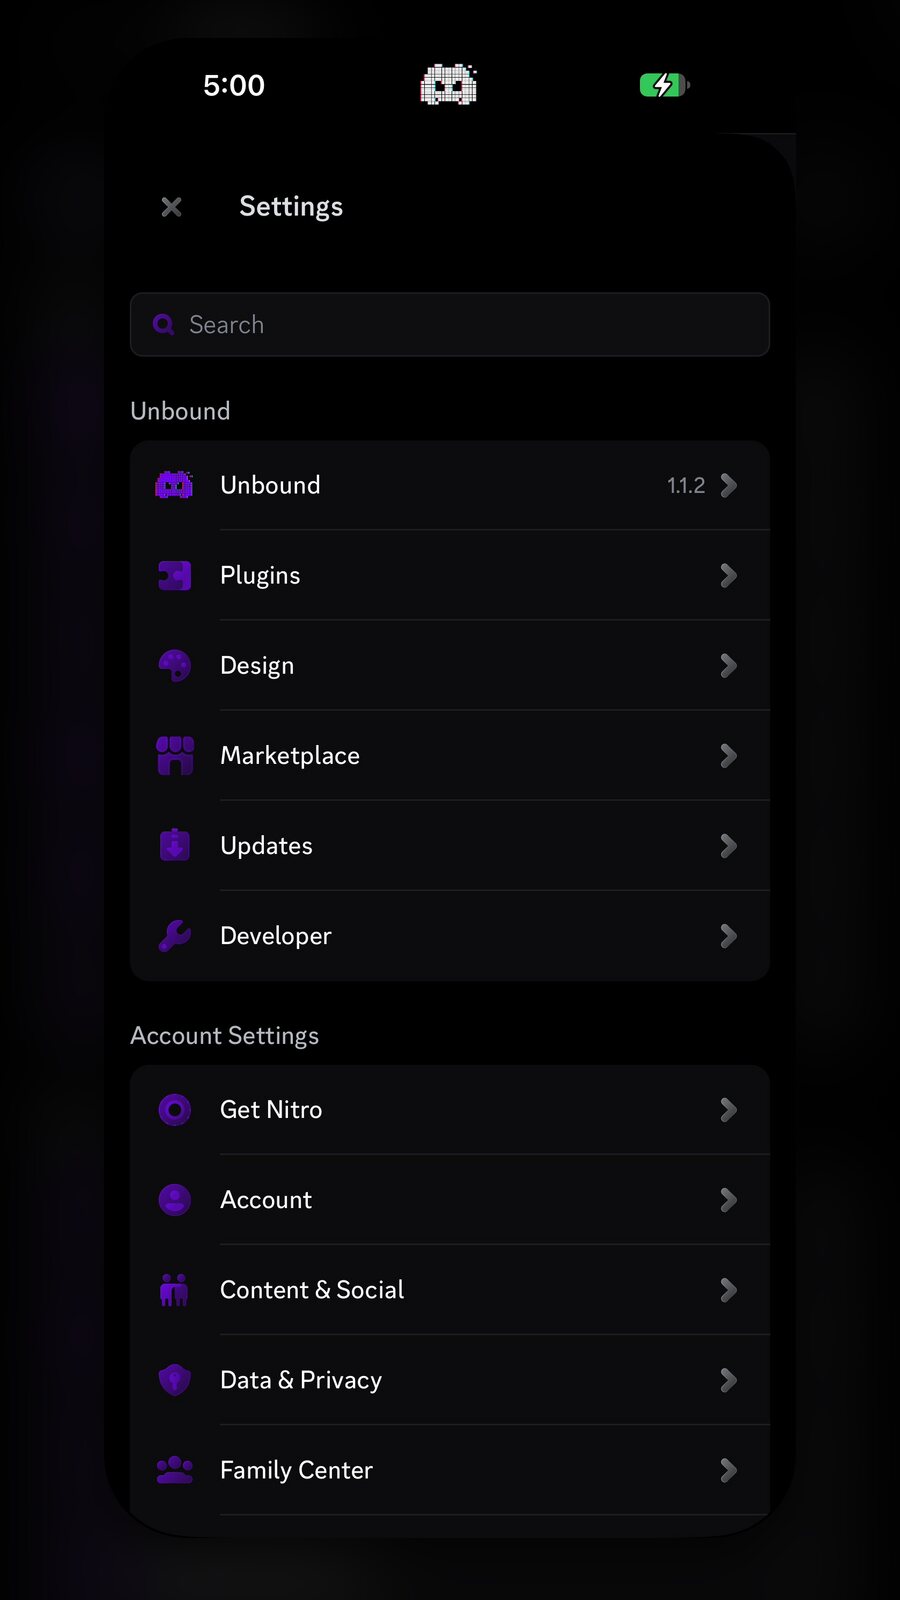 5:00
Settings
Search
Unbound
Unbound 1.1.2
Plugins
Design
Marketplace
Updates
Developer
Account Settings
Get Nitro
Account
Content & Social
Data & Privacy
Family Center